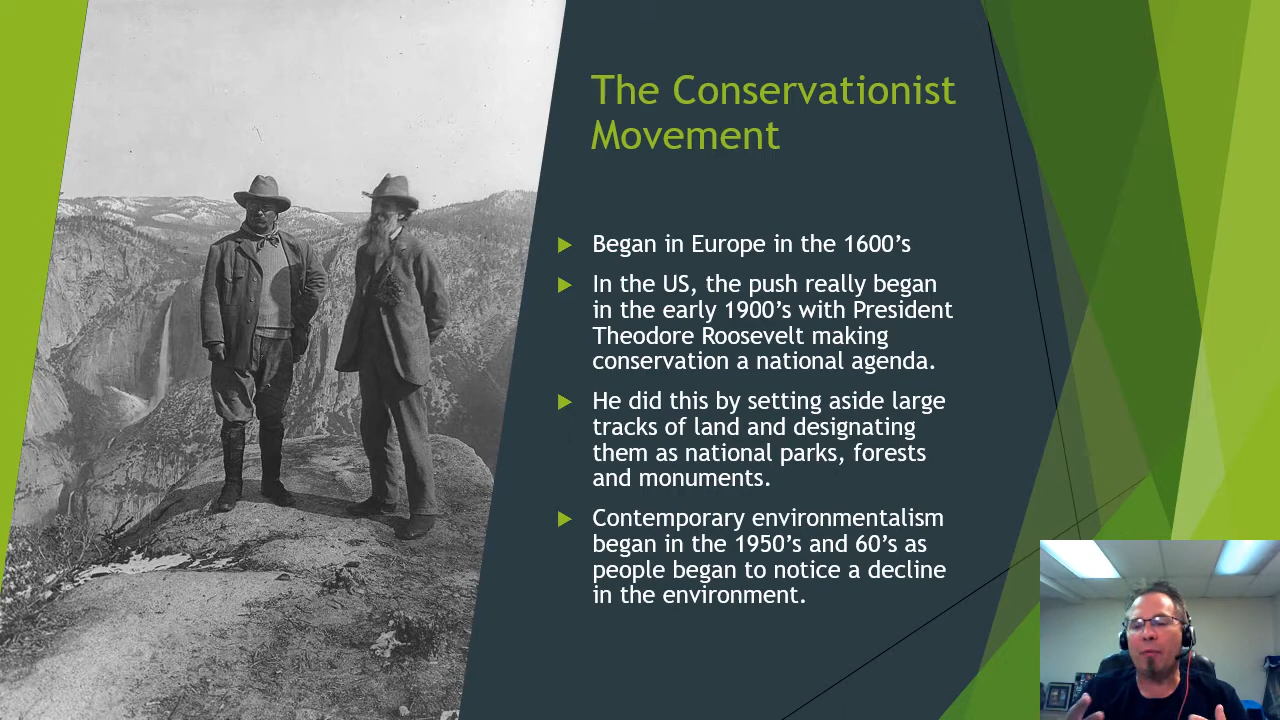 The Conservationist
Movement
Began in Europe in the 1600’s
In the US, the push really began
in the early 1900’s with President
Theodore Roosevelt making
conservation a national agenda.
He did this by setting aside large
tracks of land and designating
them as national parks, forests
and monuments.
Contemporary environmentalism
began in the 1950’s and 60’s as
people began to notice a decline
in the environment.